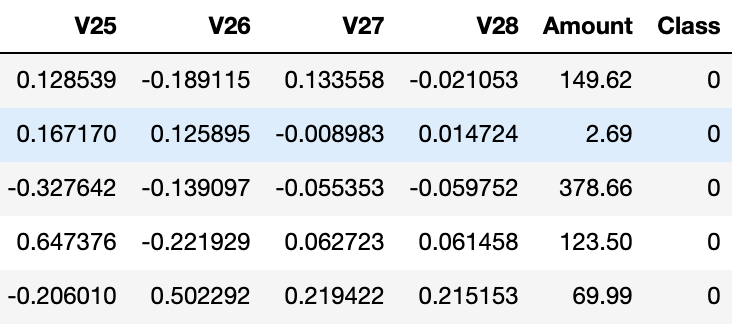 V25 V26 V27 V28 Amount Class
0.128539 -0.189115 0.133558 -0.021053 149.62 0
0.167170 0.125895 -0.008983 0.014724 2.69 0
-0.327642 -0.139097 -0.055353 -0.059752 378.66 0
0.647376 -0.221929 0.062723 0.061458 123.50 0
-0.206010 0.502292 0.219422 0.215153 69.99 0